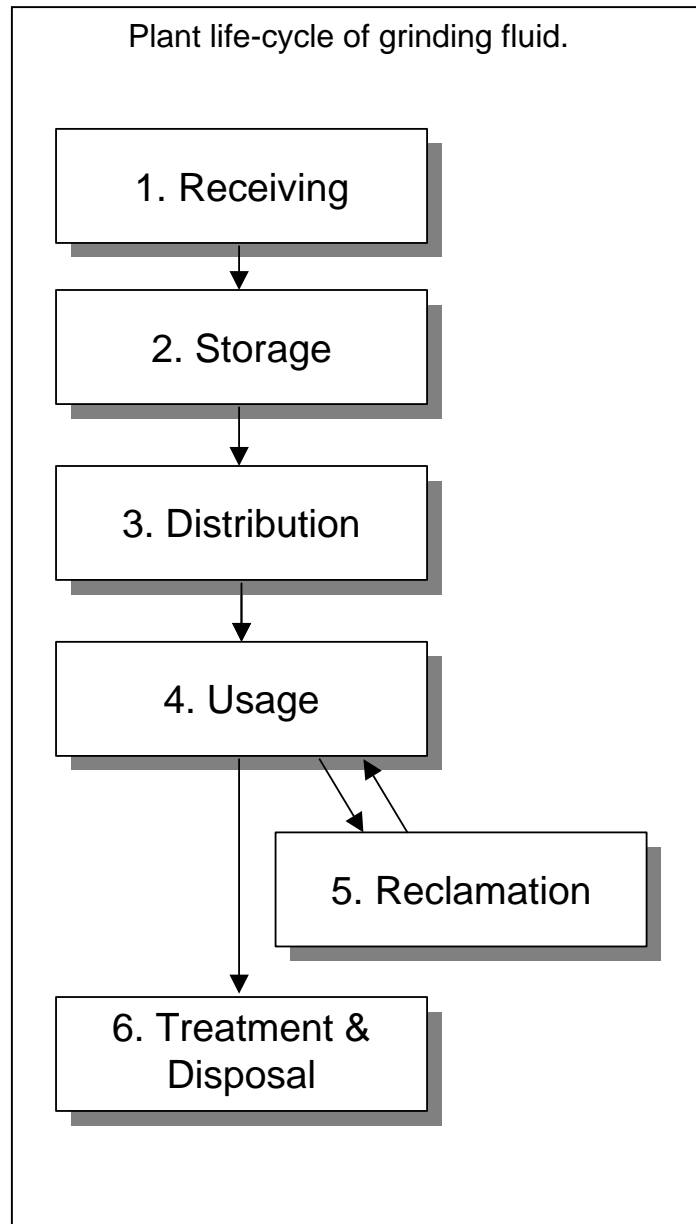 Plant life-cycle of grinding fluid.
1. Receiving
2. Storage
3. Distribution
4. Usage
5. Reclamation
6. Treatment &
Disposal